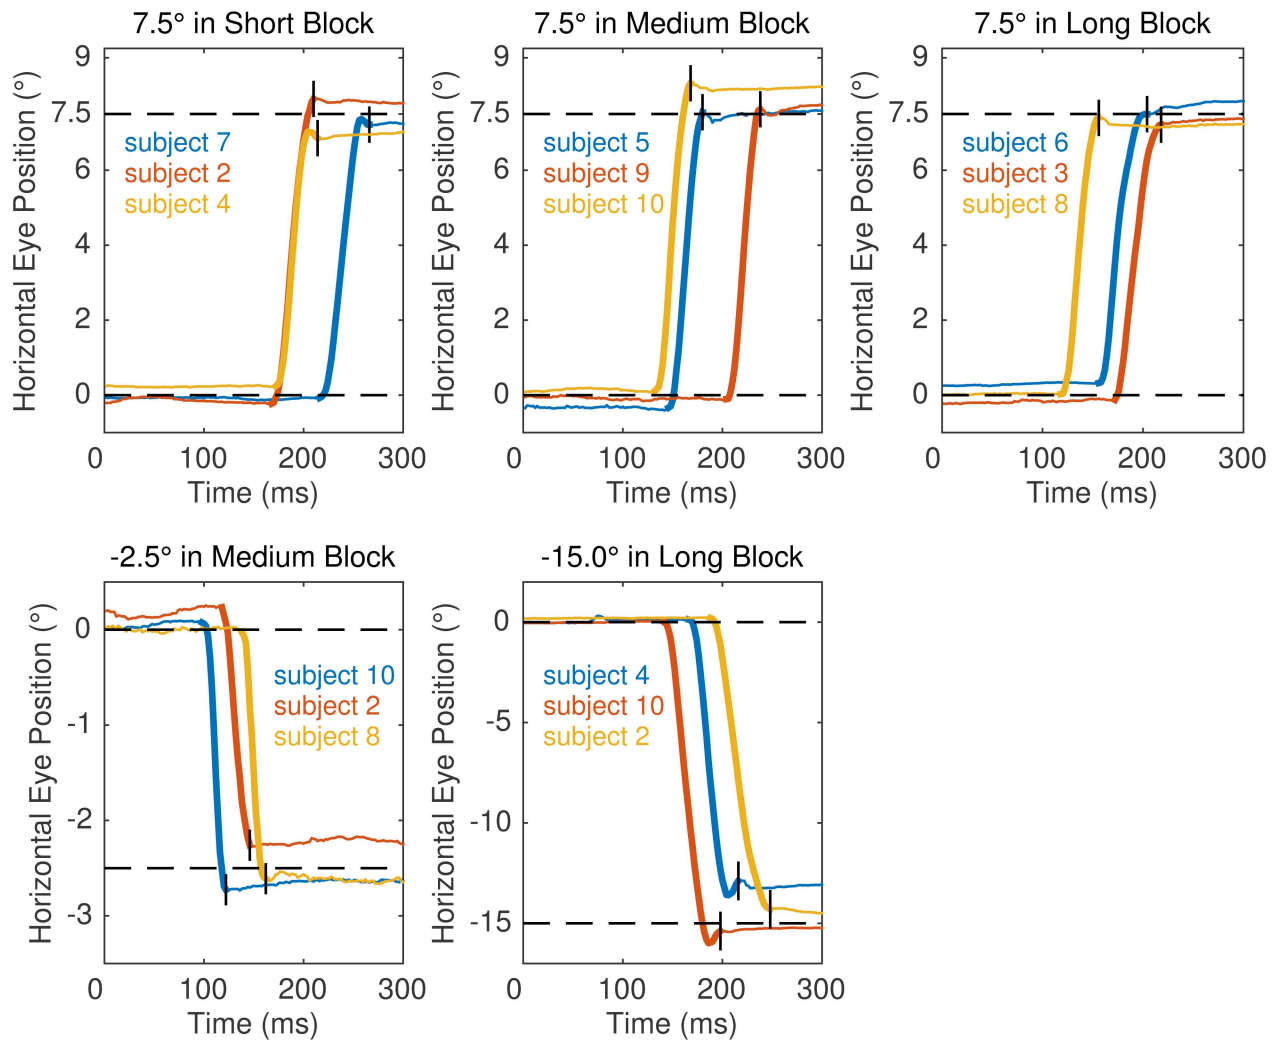 7.5° in Short Block
9
7.5
6
4
2
0
Horizontal Eye Position (°)
subject 7
subject 2
subject 4
0 100 200 300
Time (ms)
7.5° in Medium Block
9
7.5
6
4
2
0
Horizontal Eye Position (°)
subject 5
subject 9
subject 10
0 100 200 300
Time (ms)
7.5° in Long Block
9
7.5
6
4
2
0
Horizontal Eye Position (°)
subject 6
subject 3
subject 8
0 100 200 300
Time (ms)
-2.5° in Medium Block
0
-1
-2
-3
Horizontal Eye Position (°)
subject 10
subject 2
subject 8
0 100 200 300
Time (ms)
-15.0° in Long Block
0
-5
-10
-15
Horizontal Eye Position (°)
subject 4
subject 10
subject 2
0 100 200 300
Time (ms)